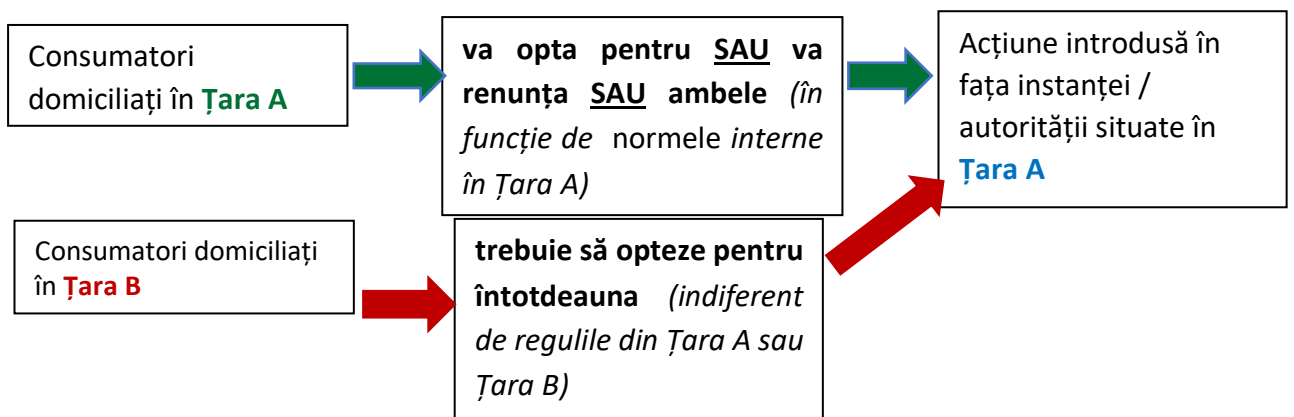 Consumatori
domiciliați în Țara A
va opta pentru SAU va
renunța SAU ambele (în
funcție de normele interne
în Țara A)
Acțiune introdusă în
fața instanței /
autorității situate în
Țara A
Consumatori domiciliați
în Țara B
trebuie să opteze pentru
întotdeauna (indiferent
de regulile din Țara A sau
Țara B)